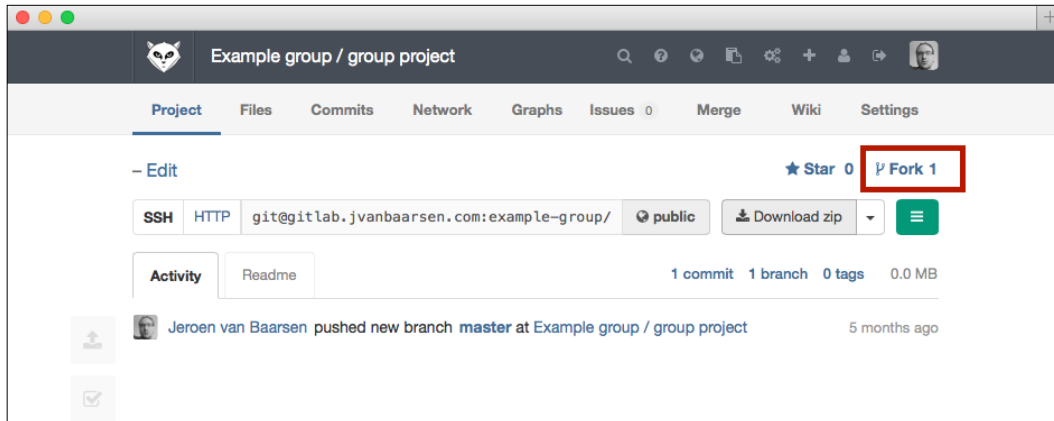 Example group / group project
Project Files Commits Network Graphs Issues 0 Merge Wiki Settings
– Edit
Star 0 Fork 1
SSH HTTP git@gitlab.jvanbaarsen.com:example-group/ public Download zip
Activity Readme 1 commit 1 branch 0 tags 0.0 MB
Jeroen van Baarsen pushed new branch master at Example group / group project 5 months ago